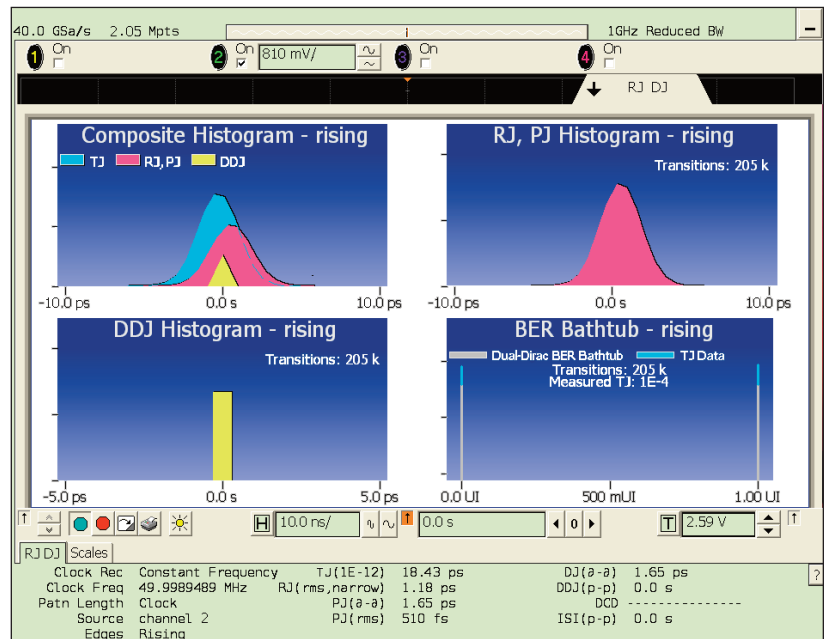 40.0 GSa/s 2.05 Mpts 1GHz Reduced BW
1 On 2 On 810 mV/ 3 On 4 On
RJ DJ
Composite Histogram - rising
TJ RJ,PJ DDJ
-10.0 ps 0.0 s 10.0 ps
RJ, PJ Histogram - rising
Transitions: 205 k
-10.0 ps 0.0 s 10.0 ps
DDJ Histogram - rising
Transitions: 205 k
-5.0 ps 0.0 s 5.0 ps
BER Bathtub - rising
Dual-Dirac BER Bathtub TJ Data
Transitions: 205 k
Measured TJ: 1E-4
0.0 UI 500 mUI 1.00 UI
H 10.0 ns/ 0.0 s 0 T 2.59 V
RJDJ Scales
?
Clock Rec Constant Frequency TJ(1E-12) 18.43 ps DJ(∂-∂) 1.65 ps
Clock Freq 49.9989489 MHz RJ(rms,narrow) 1.18 ps DDJ(p-p) 0.0 s
Patn Length Clock PJ(∂-∂) 1.65 ps DCD --------------
Source channel 2 PJ(rms) 510 fs ISI(p-p) 0.0 s
Edges Rising